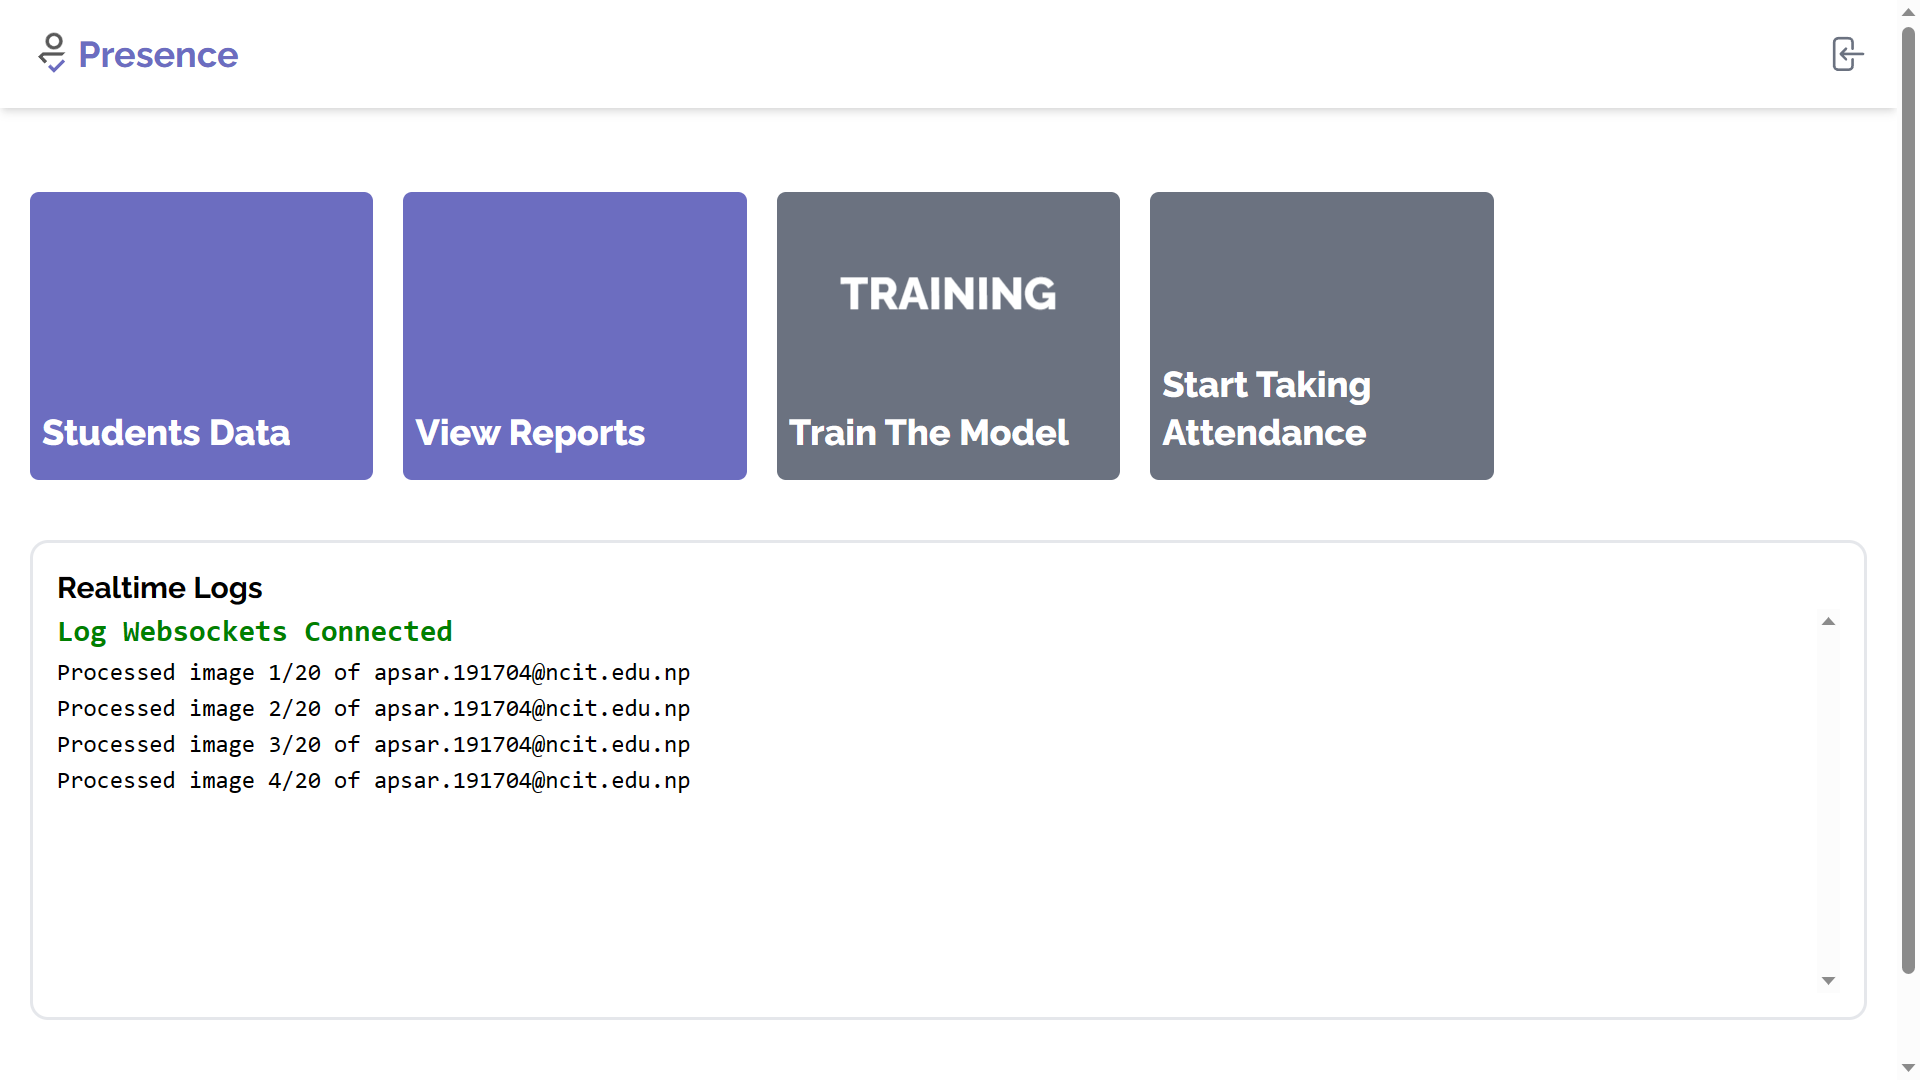 Presence
Students Data
View Reports
TRAINING
Train The Model
Start Taking
Attendance
Realtime Logs
Log Websockets Connected
Processed image 1/20 of apsar.191704@ncit.edu.np
Processed image 2/20 of apsar.191704@ncit.edu.np
Processed image 3/20 of apsar.191704@ncit.edu.np
Processed image 4/20 of apsar.191704@ncit.edu.np